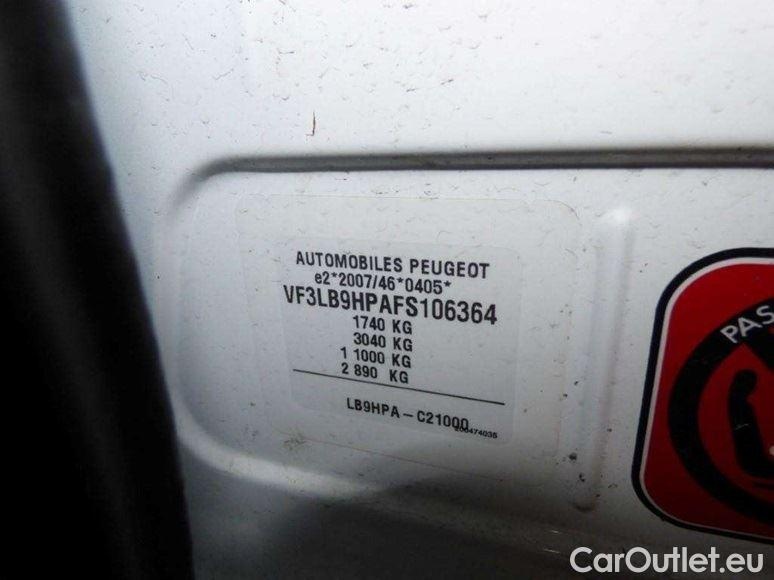 AUTOMOBILES PEUGEOT
e2*2007/46*0405*
VF3LB9HPAFS106364
1740 KG
3040 KG
1 1000 KG
2 890 KG
LB9HPA-C21000
200474035
PAS
CarOutlet.eu